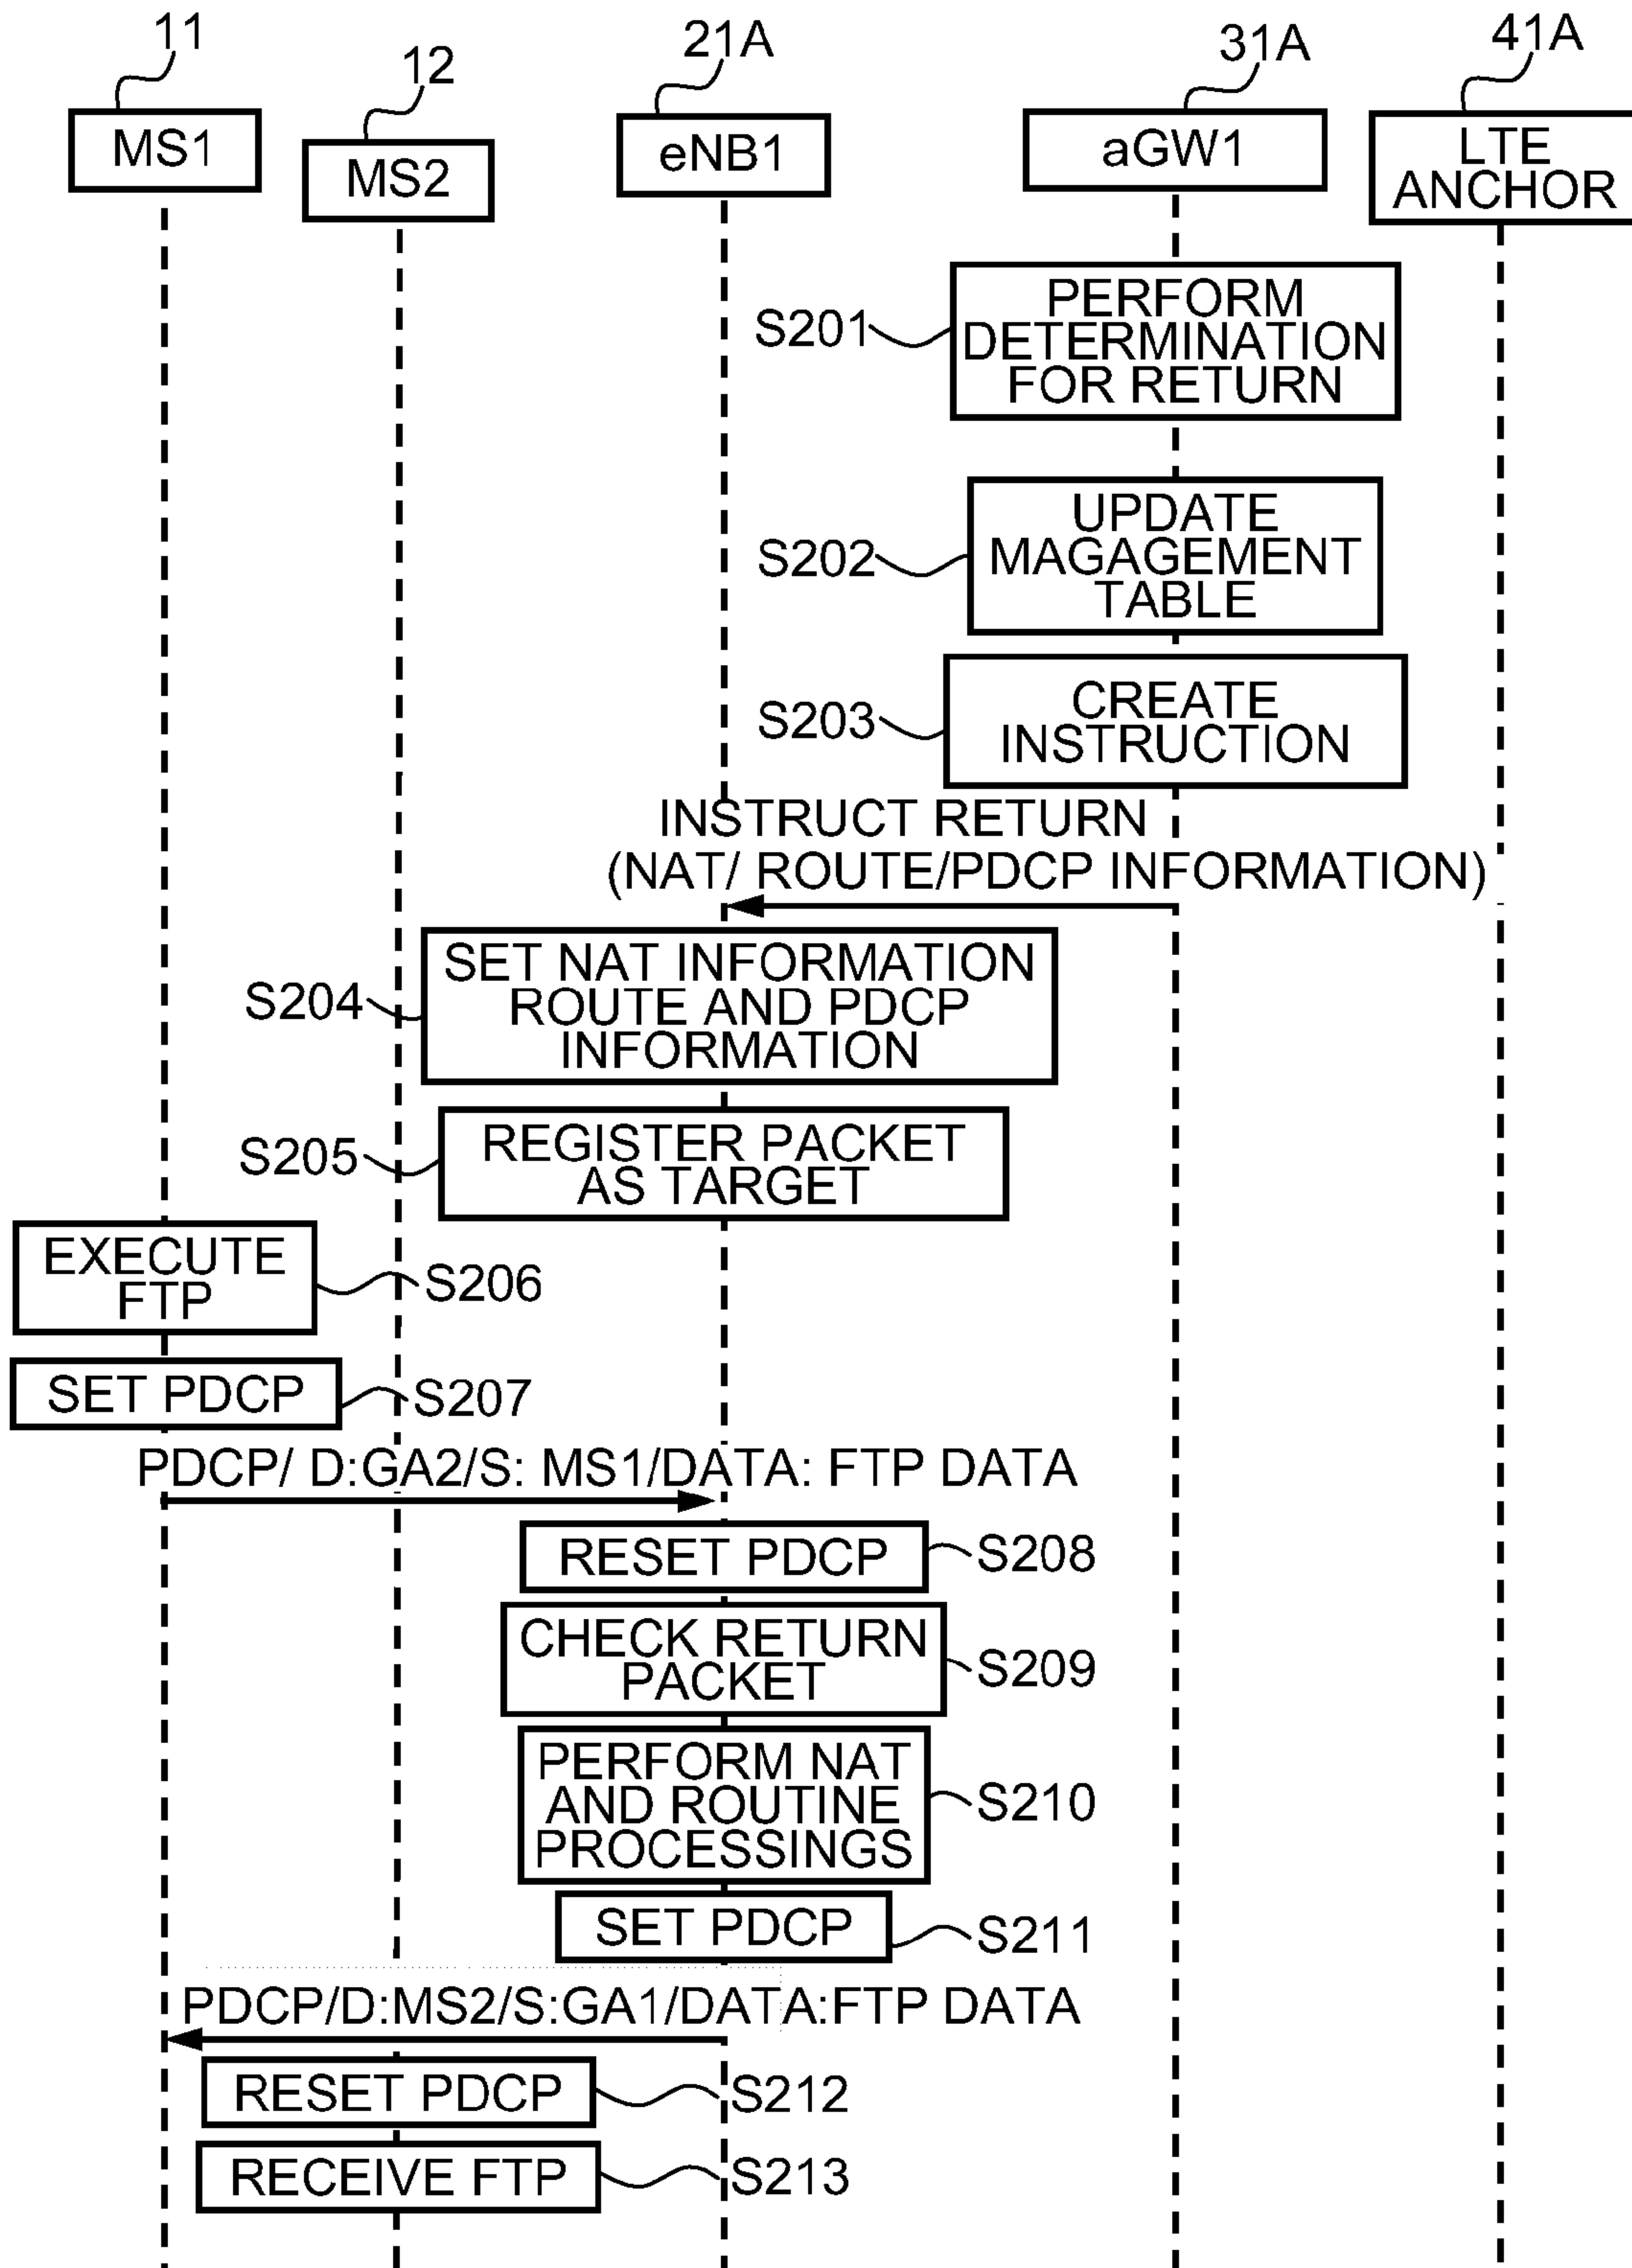 11
12
21A
31A
41A
MS1
MS2
eNB1
aGW1
LTE
ANCHOR
S201
PERFORM
DETERMINATION
FOR RETURN
S202
UPDATE
MAGAGEMENT
TABLE
S203
CREATE
INSTRUCTION
INSTRUCT RETURN
(NAT/ ROUTE/PDCP INFORMATION)
S204
SET NAT INFORMATION
ROUTE AND PDCP
INFORMATION
S205
REGISTER PACKET
AS TARGET
EXECUTE
FTP
S206
SET PDCP
S207
PDCP/ D:GA2/S: MS1/DATA: FTP DATA
RESET PDCP
S208
CHECK RETURN
PACKET
S209
PERFORM NAT
AND ROUTINE
PROCESSINGS
S210
SET PDCP
S211
PDCP/D:MS2/S:GA1/DATA:FTP DATA
RESET PDCP
S212
RECEIVE FTP
S213